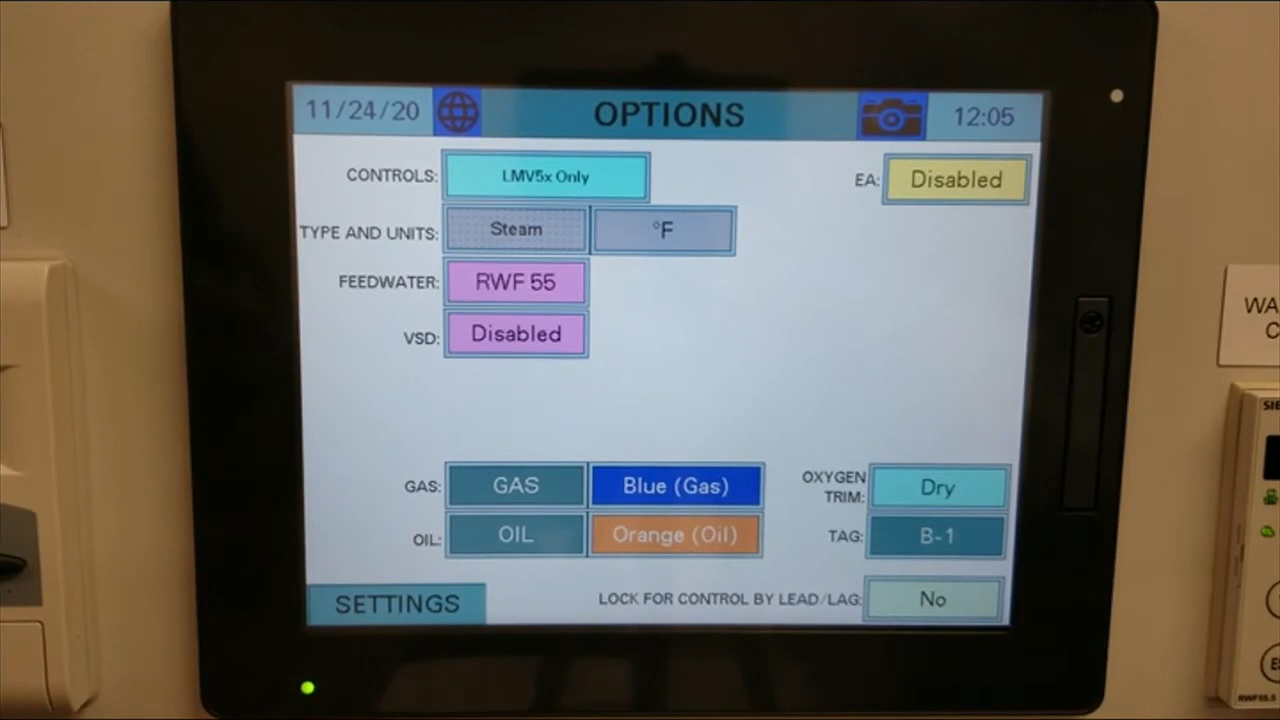 11/24/20 OPTIONS 12:05
CONTROLS: LMV5x Only EA: Disabled
TYPE AND UNITS: Steam °F
FEEDWATER: RWF 55
VSD: Disabled
GAS: GAS Blue (Gas) OXYGEN TRIM: Dry
OIL: OIL Orange (Oil) TAG: B-1
SETTINGS LOCK FOR CONTROL BY LEAD/LAG: No